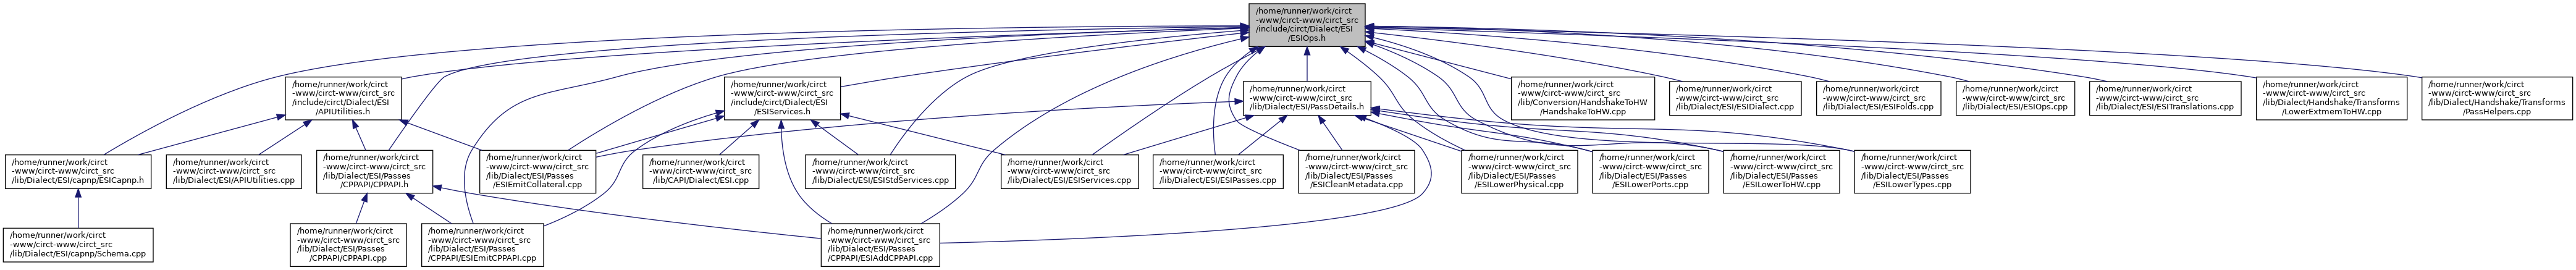 /home/runner/work/circt
-www/circt-www/circt_src
/include/circt/Dialect/ESI
/ESIOps.h
/home/runner/work/circt
-www/circt-www/circt_src
/include/circt/Dialect/ESI
/APIUtilities.h
/home/runner/work/circt
-www/circt-www/circt_src
/include/circt/Dialect/ESI
/ESIServices.h
/home/runner/work/circt
-www/circt-www/circt_src
/lib/Dialect/ESI/PassDetails.h
/home/runner/work/circt
-www/circt-www/circt_src
/lib/Conversion/HandshakeToHW
/HandshakeToHW.cpp
/home/runner/work/circt
-www/circt-www/circt_src
/lib/Dialect/ESI/ESIDialect.cpp
/home/runner/work/circt
-www/circt-www/circt_src
/lib/Dialect/ESI/ESIFolds.cpp
/home/runner/work/circt
-www/circt-www/circt_src
/lib/Dialect/ESI/ESIOps.cpp
/home/runner/work/circt
-www/circt-www/circt_src
/lib/Dialect/ESI/ESITranslations.cpp
/home/runner/work/circt
-www/circt-www/circt_src
/lib/Dialect/Handshake/Transforms
/LowerExtmemToHW.cpp
/home/runner/work/circt
-www/circt-www/circt_src
/lib/Dialect/Handshake/Transforms
/PassHelpers.cpp
/home/runner/work/circt
-www/circt-www/circt_src
/lib/Dialect/ESI/capnp/ESICapnp.h
/home/runner/work/circt
-www/circt-www/circt_src
/lib/Dialect/ESI/APIUtilities.cpp
/home/runner/work/circt
-www/circt-www/circt_src
/lib/Dialect/ESI/Passes
/CPPAPI/CPPAPI.h
/home/runner/work/circt
-www/circt-www/circt_src
/lib/Dialect/ESI/Passes
/ESIEmitCollateral.cpp
/home/runner/work/circt
-www/circt-www/circt_src
/lib/CAPI/Dialect/ESI.cpp
/home/runner/work/circt
-www/circt-www/circt_src
/lib/Dialect/ESI/ESIStdServices.cpp
/home/runner/work/circt
-www/circt-www/circt_src
/lib/Dialect/ESI/ESIServices.cpp
/home/runner/work/circt
-www/circt-www/circt_src
/lib/Dialect/ESI/ESIPasses.cpp
/home/runner/work/circt
-www/circt-www/circt_src
/lib/Dialect/ESI/Passes
/ESICleanMetadata.cpp
/home/runner/work/circt
-www/circt-www/circt_src
/lib/Dialect/ESI/Passes
/ESILowerPhysical.cpp
/home/runner/work/circt
-www/circt-www/circt_src
/lib/Dialect/ESI/Passes
/ESILowerPorts.cpp
/home/runner/work/circt
-www/circt-www/circt_src
/lib/Dialect/ESI/Passes
/ESILowerToHW.cpp
/home/runner/work/circt
-www/circt-www/circt_src
/lib/Dialect/ESI/Passes
/ESILowerTypes.cpp
/home/runner/work/circt
-www/circt-www/circt_src
/lib/Dialect/ESI/capnp/Schema.cpp
/home/runner/work/circt
-www/circt-www/circt_src
/lib/Dialect/ESI/Passes
/CPPAPI/CPPAPI.cpp
/home/runner/work/circt
-www/circt-www/circt_src
/lib/Dialect/ESI/Passes
/CPPAPI/ESIEmitCPPAPI.cpp
/home/runner/work/circt
-www/circt-www/circt_src
/lib/Dialect/ESI/Passes
/CPPAPI/ESIAddCPPAPI.cpp